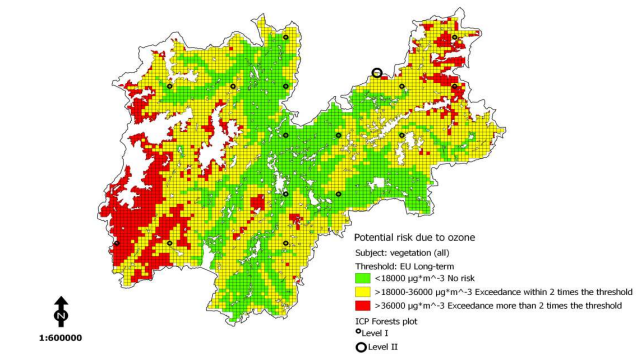 Potential risk due to ozone
Subject: vegetation (all)
Threshold: EU Long-term
<18000 µg*m^-3 No risk
>18000-36000 µg*m^-3 Exceedance within 2 times the threshold
>36000 µg*m^-3 Exceedance more than 2 times the threshold
ICP Forests plot
Level I
Level II
N
1:600000